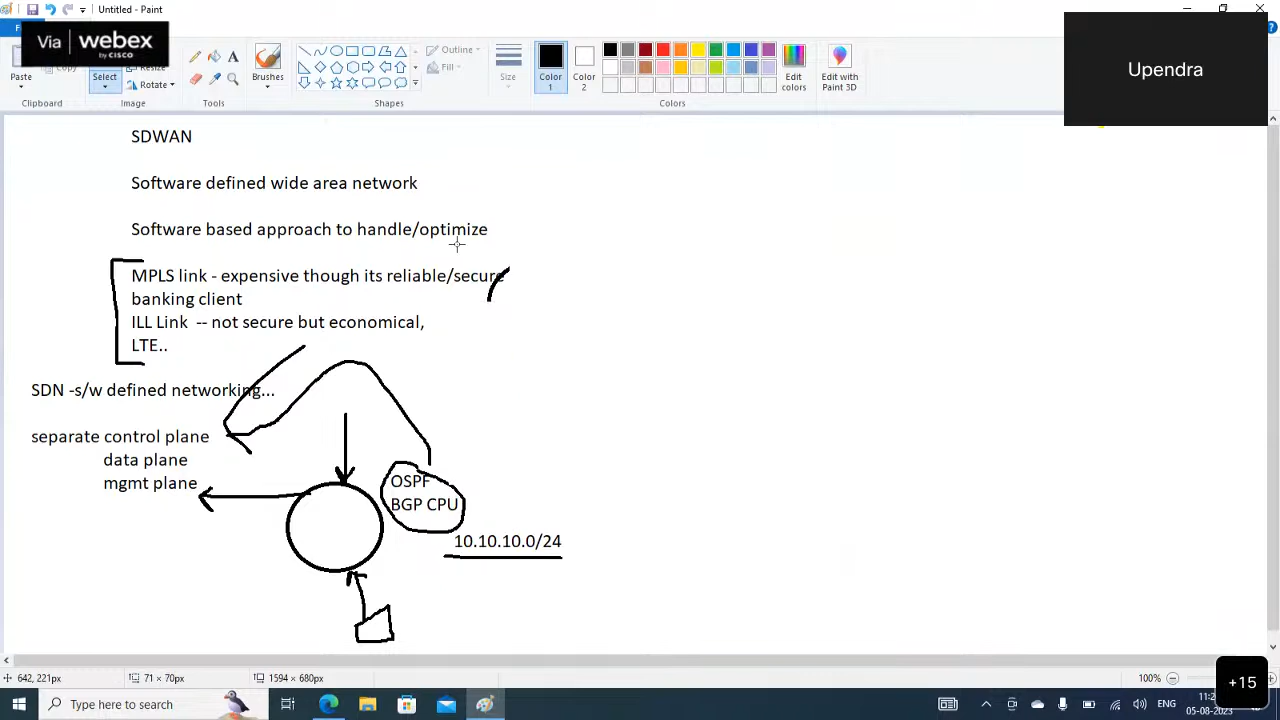 Untitled - Paint
F
Via webex
by CISCO
Upendra
Paste
Copy
Select
Resize
Rotate
A
Brushes
Outline
Fill
Size
Color
1
Color
2
Edit
colors
Edit with
Paint 3D
Clipboard
Image
Tools
Shapes
Colors
SDWAN
Software defined wide area network
Software based approach to handle/optimize
MPLS link - expensive though its reliable/secure
banking client
ILL Link -- not secure but economical,
LTE..
SDN -s/w defined networking...
separate control plane
data plane
mgmt plane
OSPF
BGP CPU
10.10.10.0/24
642, 221px
71 × 70px
1594 × 680px
100%
+15
Type here to search
ENG
11:2
05-08-2023